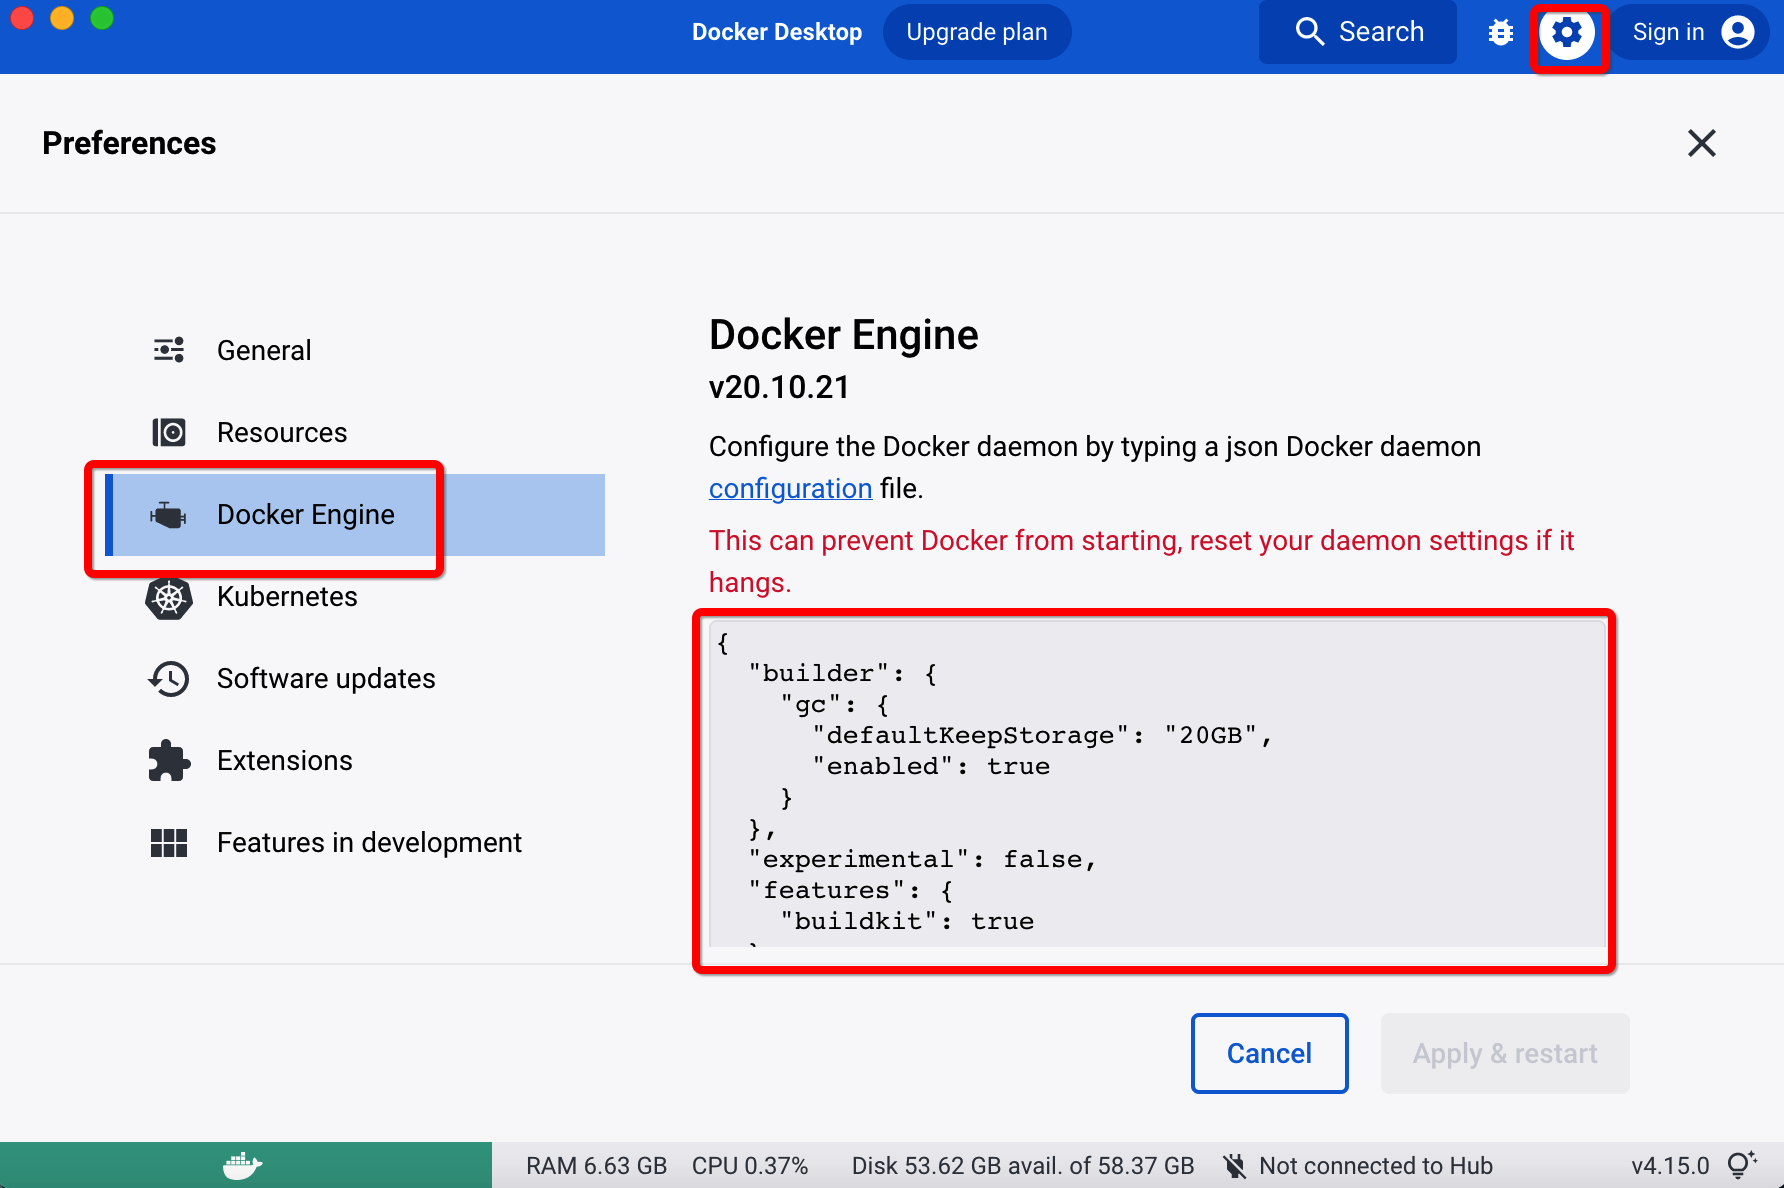 Docker Desktop
Upgrade plan
Search
Sign in
Preferences
General
Resources
Docker Engine
Kubernetes
Software updates
Extensions
Features in development
Docker Engine
v20.10.21
Configure the Docker daemon by typing a json Docker daemon
configuration file.
This can prevent Docker from starting, reset your daemon settings if it
hangs.
{
  "builder": {
    "gc": {
      "defaultKeepStorage": "20GB",
      "enabled": true
    }
  },
  "experimental": false,
  "features": {
    "buildkit": true
Cancel
Apply & restart
RAM 6.63 GB CPU 0.37% Disk 53.62 GB avail. of 58.37 GB Not connected to Hub v4.15.0